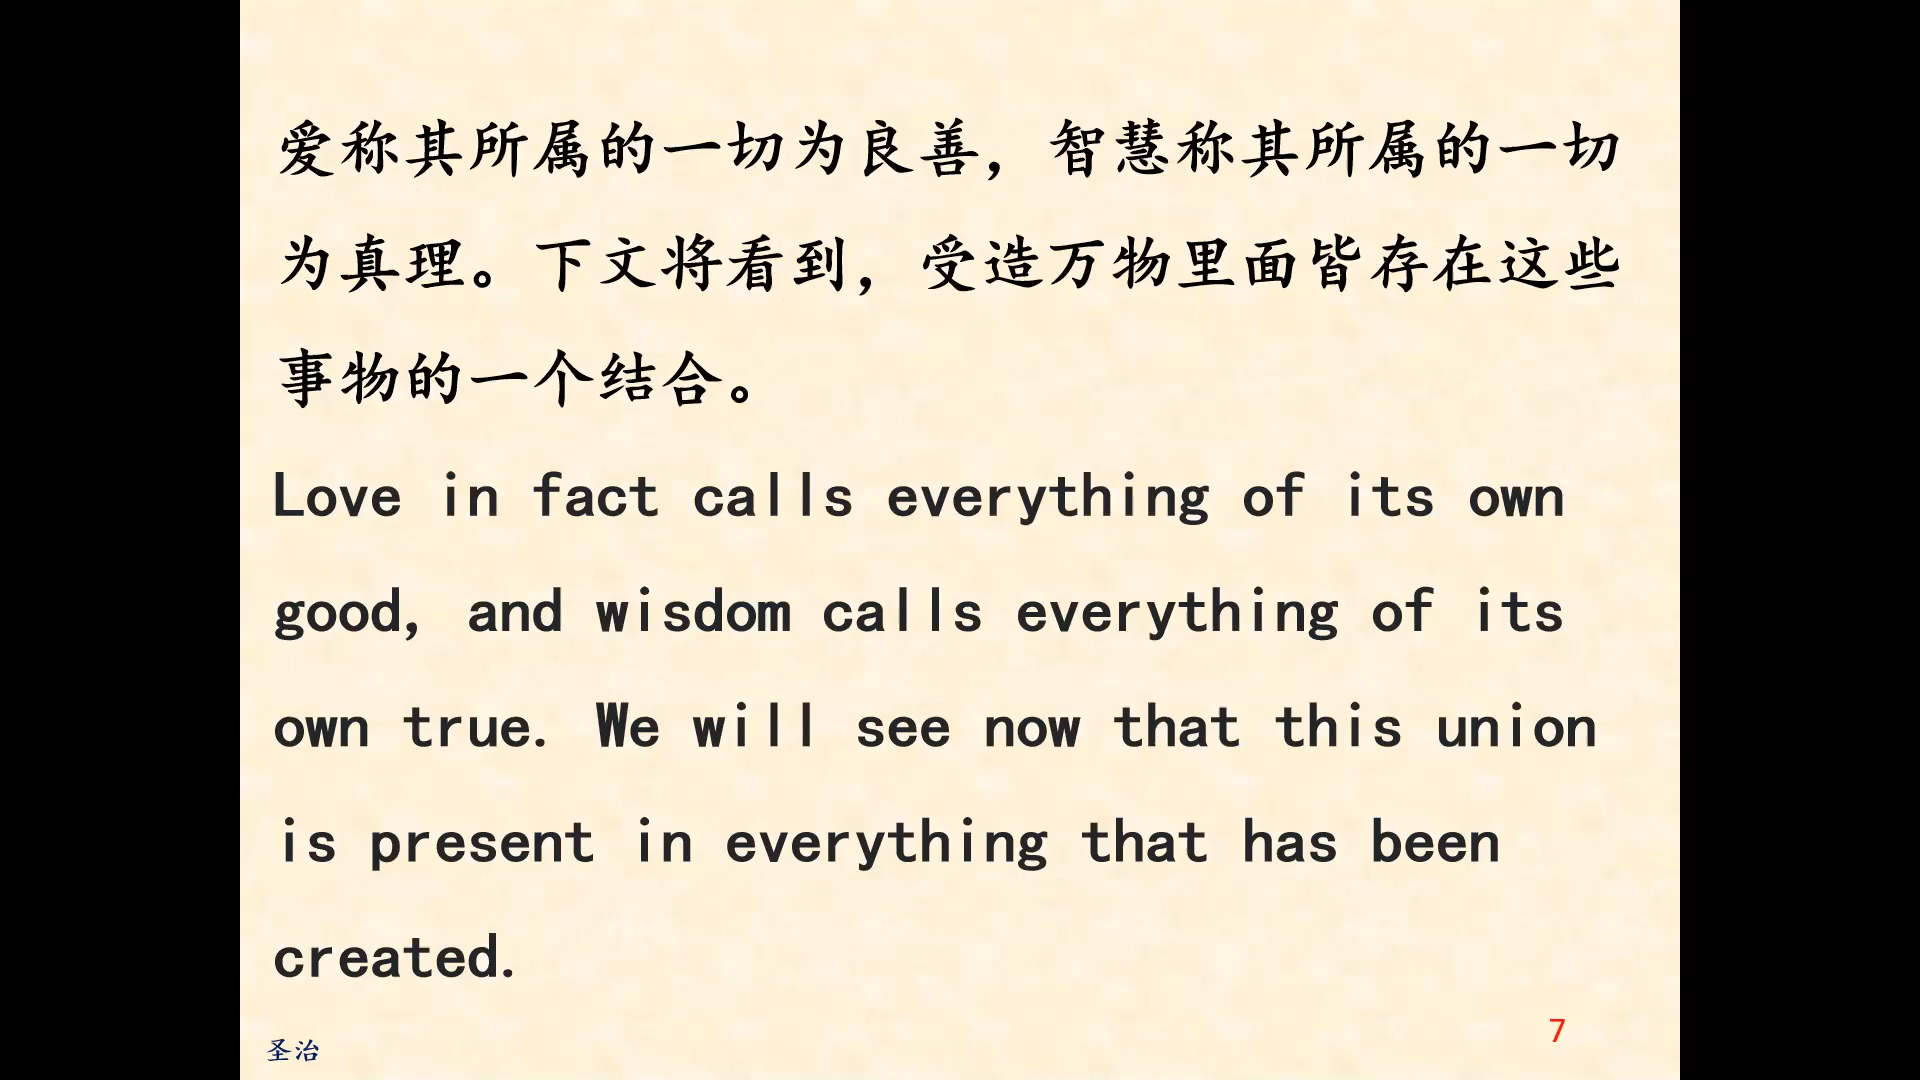 爱称其所属的一切为良善，智慧称其所属的一切
为真理。下文将看到，受造万物里面皆存在这些
事物的一个结合。
Love in fact calls everything of its own
good, and wisdom calls everything of its
own true. We will see now that this union
is present in everything that has been
created.
圣治
7